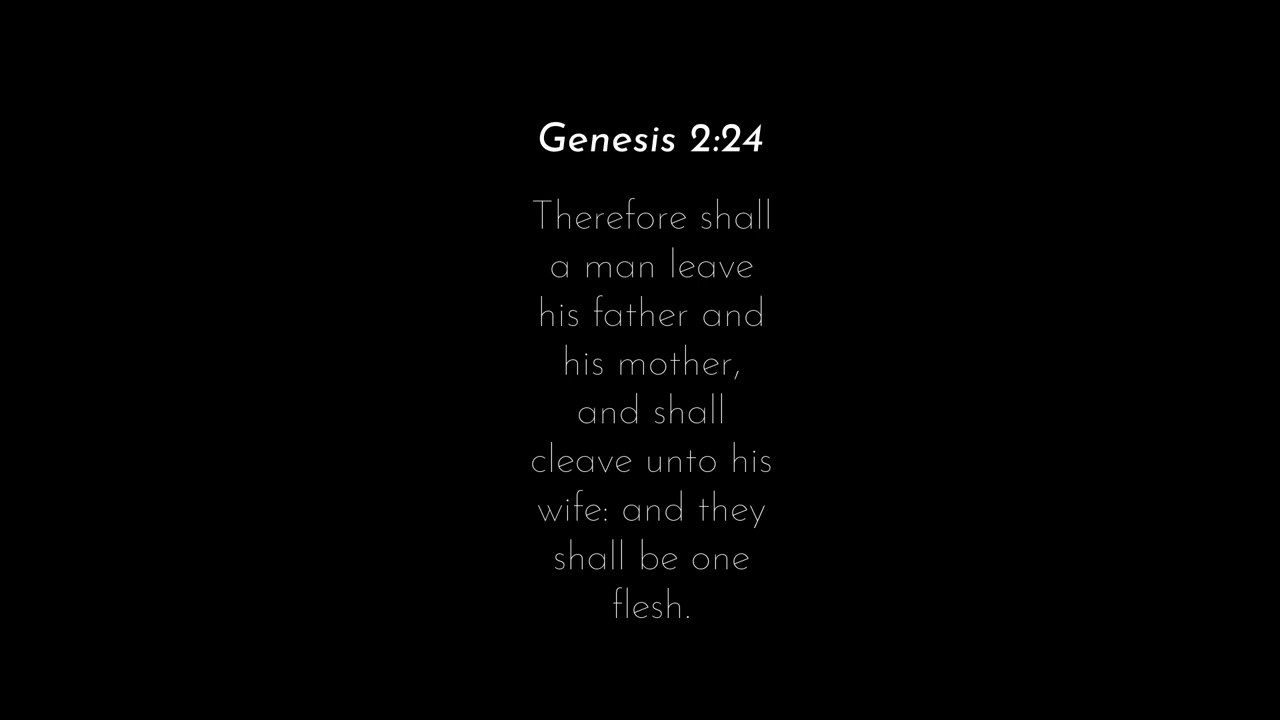 Genesis 2:24
Therefore shall
a man leave
his father and
his mother,
and shall
cleave unto his
wife: and they
shall be one
flesh.